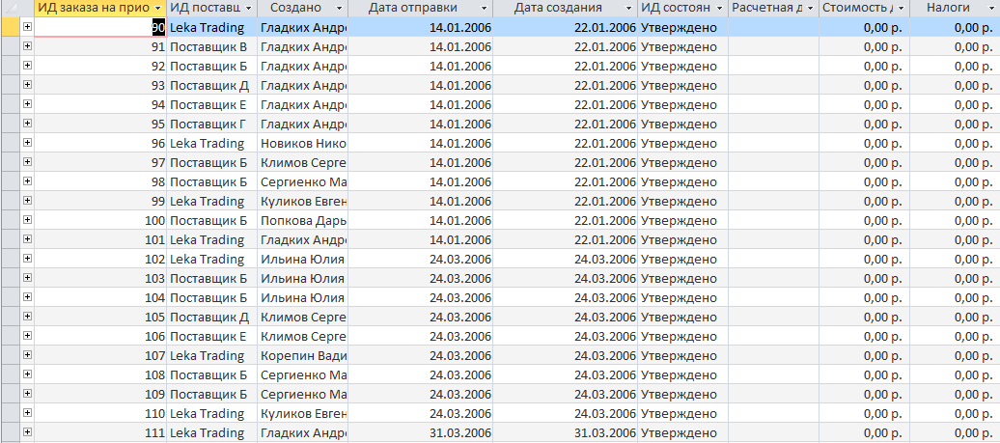 ИД заказа на прио ИД поставщ Создано Дата отправки Дата создания ИД состоян Расчетная д Стоимость д Налоги
90 Leka Trading Гладких Андре 14.01.2006 22.01.2006 Утверждено 0,00 р. 0,00 р.
91 Поставщик В Гладких Андре 14.01.2006 22.01.2006 Утверждено 0,00 р. 0,00 р.
92 Поставщик Б Гладких Андре 14.01.2006 22.01.2006 Утверждено 0,00 р. 0,00 р.
93 Поставщик Д Гладких Андре 14.01.2006 22.01.2006 Утверждено 0,00 р. 0,00 р.
94 Поставщик Е Гладких Андре 14.01.2006 22.01.2006 Утверждено 0,00 р. 0,00 р.
95 Поставщик Г Гладких Андре 14.01.2006 22.01.2006 Утверждено 0,00 р. 0,00 р.
96 Leka Trading Новиков Нико 14.01.2006 22.01.2006 Утверждено 0,00 р. 0,00 р.
97 Поставщик Б Климов Серге 14.01.2006 22.01.2006 Утверждено 0,00 р. 0,00 р.
98 Поставщик Б Сергиенко Ма 14.01.2006 22.01.2006 Утверждено 0,00 р. 0,00 р.
99 Leka Trading Куликов Евген 14.01.2006 22.01.2006 Утверждено 0,00 р. 0,00 р.
100 Поставщик Б Попкова Дарь 14.01.2006 22.01.2006 Утверждено 0,00 р. 0,00 р.
101 Leka Trading Гладких Андре 14.01.2006 22.01.2006 Утверждено 0,00 р. 0,00 р.
102 Leka Trading Ильина Юлия 24.03.2006 24.03.2006 Утверждено 0,00 р. 0,00 р.
103 Поставщик Б Ильина Юлия 24.03.2006 24.03.2006 Утверждено 0,00 р. 0,00 р.
104 Поставщик Б Ильина Юлия 24.03.2006 24.03.2006 Утверждено 0,00 р. 0,00 р.
105 Поставщик Д Климов Серге 24.03.2006 24.03.2006 Утверждено 0,00 р. 0,00 р.
106 Поставщик Е Климов Серге 24.03.2006 24.03.2006 Утверждено 0,00 р. 0,00 р.
107 Leka Trading Корепин Вади 24.03.2006 24.03.2006 Утверждено 0,00 р. 0,00 р.
108 Поставщик Б Сергиенко Ма 24.03.2006 24.03.2006 Утверждено 0,00 р. 0,00 р.
109 Поставщик Б Сергиенко Ма 24.03.2006 24.03.2006 Утверждено 0,00 р. 0,00 р.
110 Leka Trading Куликов Евген 24.03.2006 24.03.2006 Утверждено 0,00 р. 0,00 р.
111 Leka Trading Гладких Андре 31.03.2006 31.03.2006 Утверждено 0,00 р. 0,00 р.